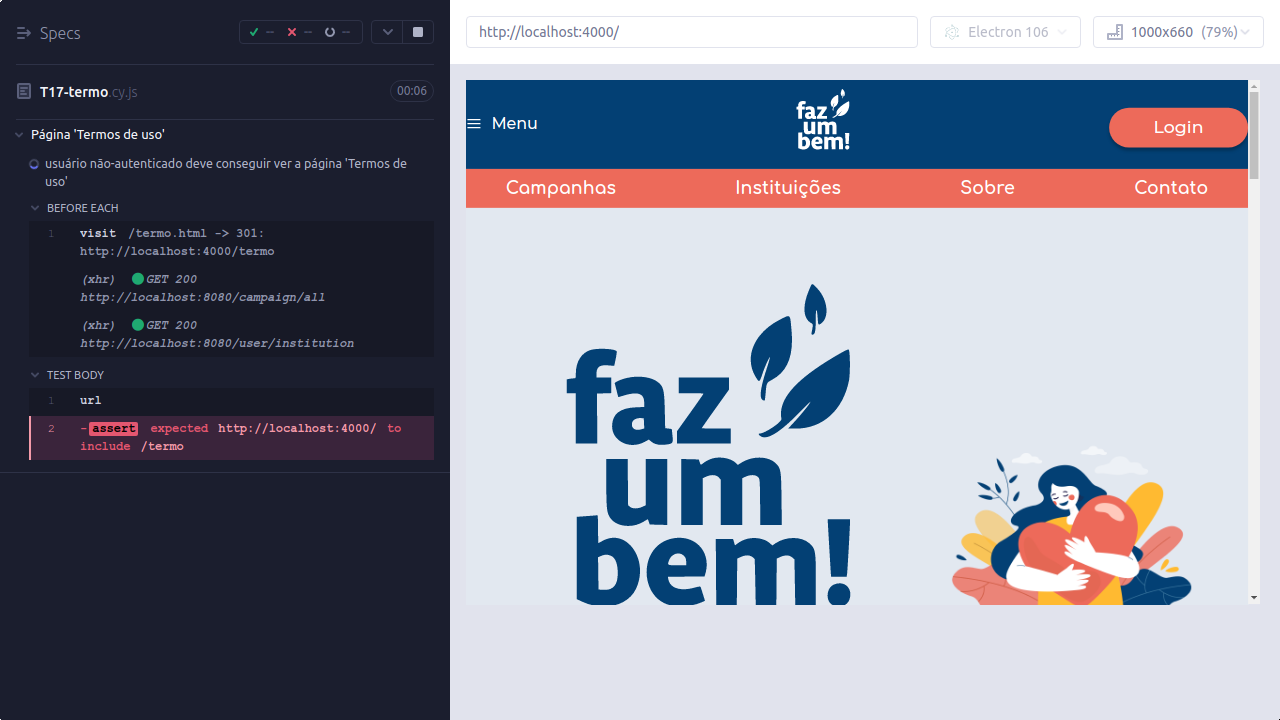 Specs
--
--
--
T17-termo.cy.js
00:06
Página 'Termos de uso'
usuário não-autenticado deve conseguir ver a página 'Termos de
uso'
BEFORE EACH
1 visit /termo.html -> 301:
http://localhost:4000/termo
(xhr) GET 200
http://localhost:8080/campaign/all
(xhr) GET 200
http://localhost:8080/user/institution
TEST BODY
1 url
2 -assert expected http://localhost:4000/ to
include /termo
http://localhost:4000/
Electron 106
1000x660 (79%)
Menu
faz
um
bem!
Login
Campanhas Instituições Sobre Contato
faz
um
bem!